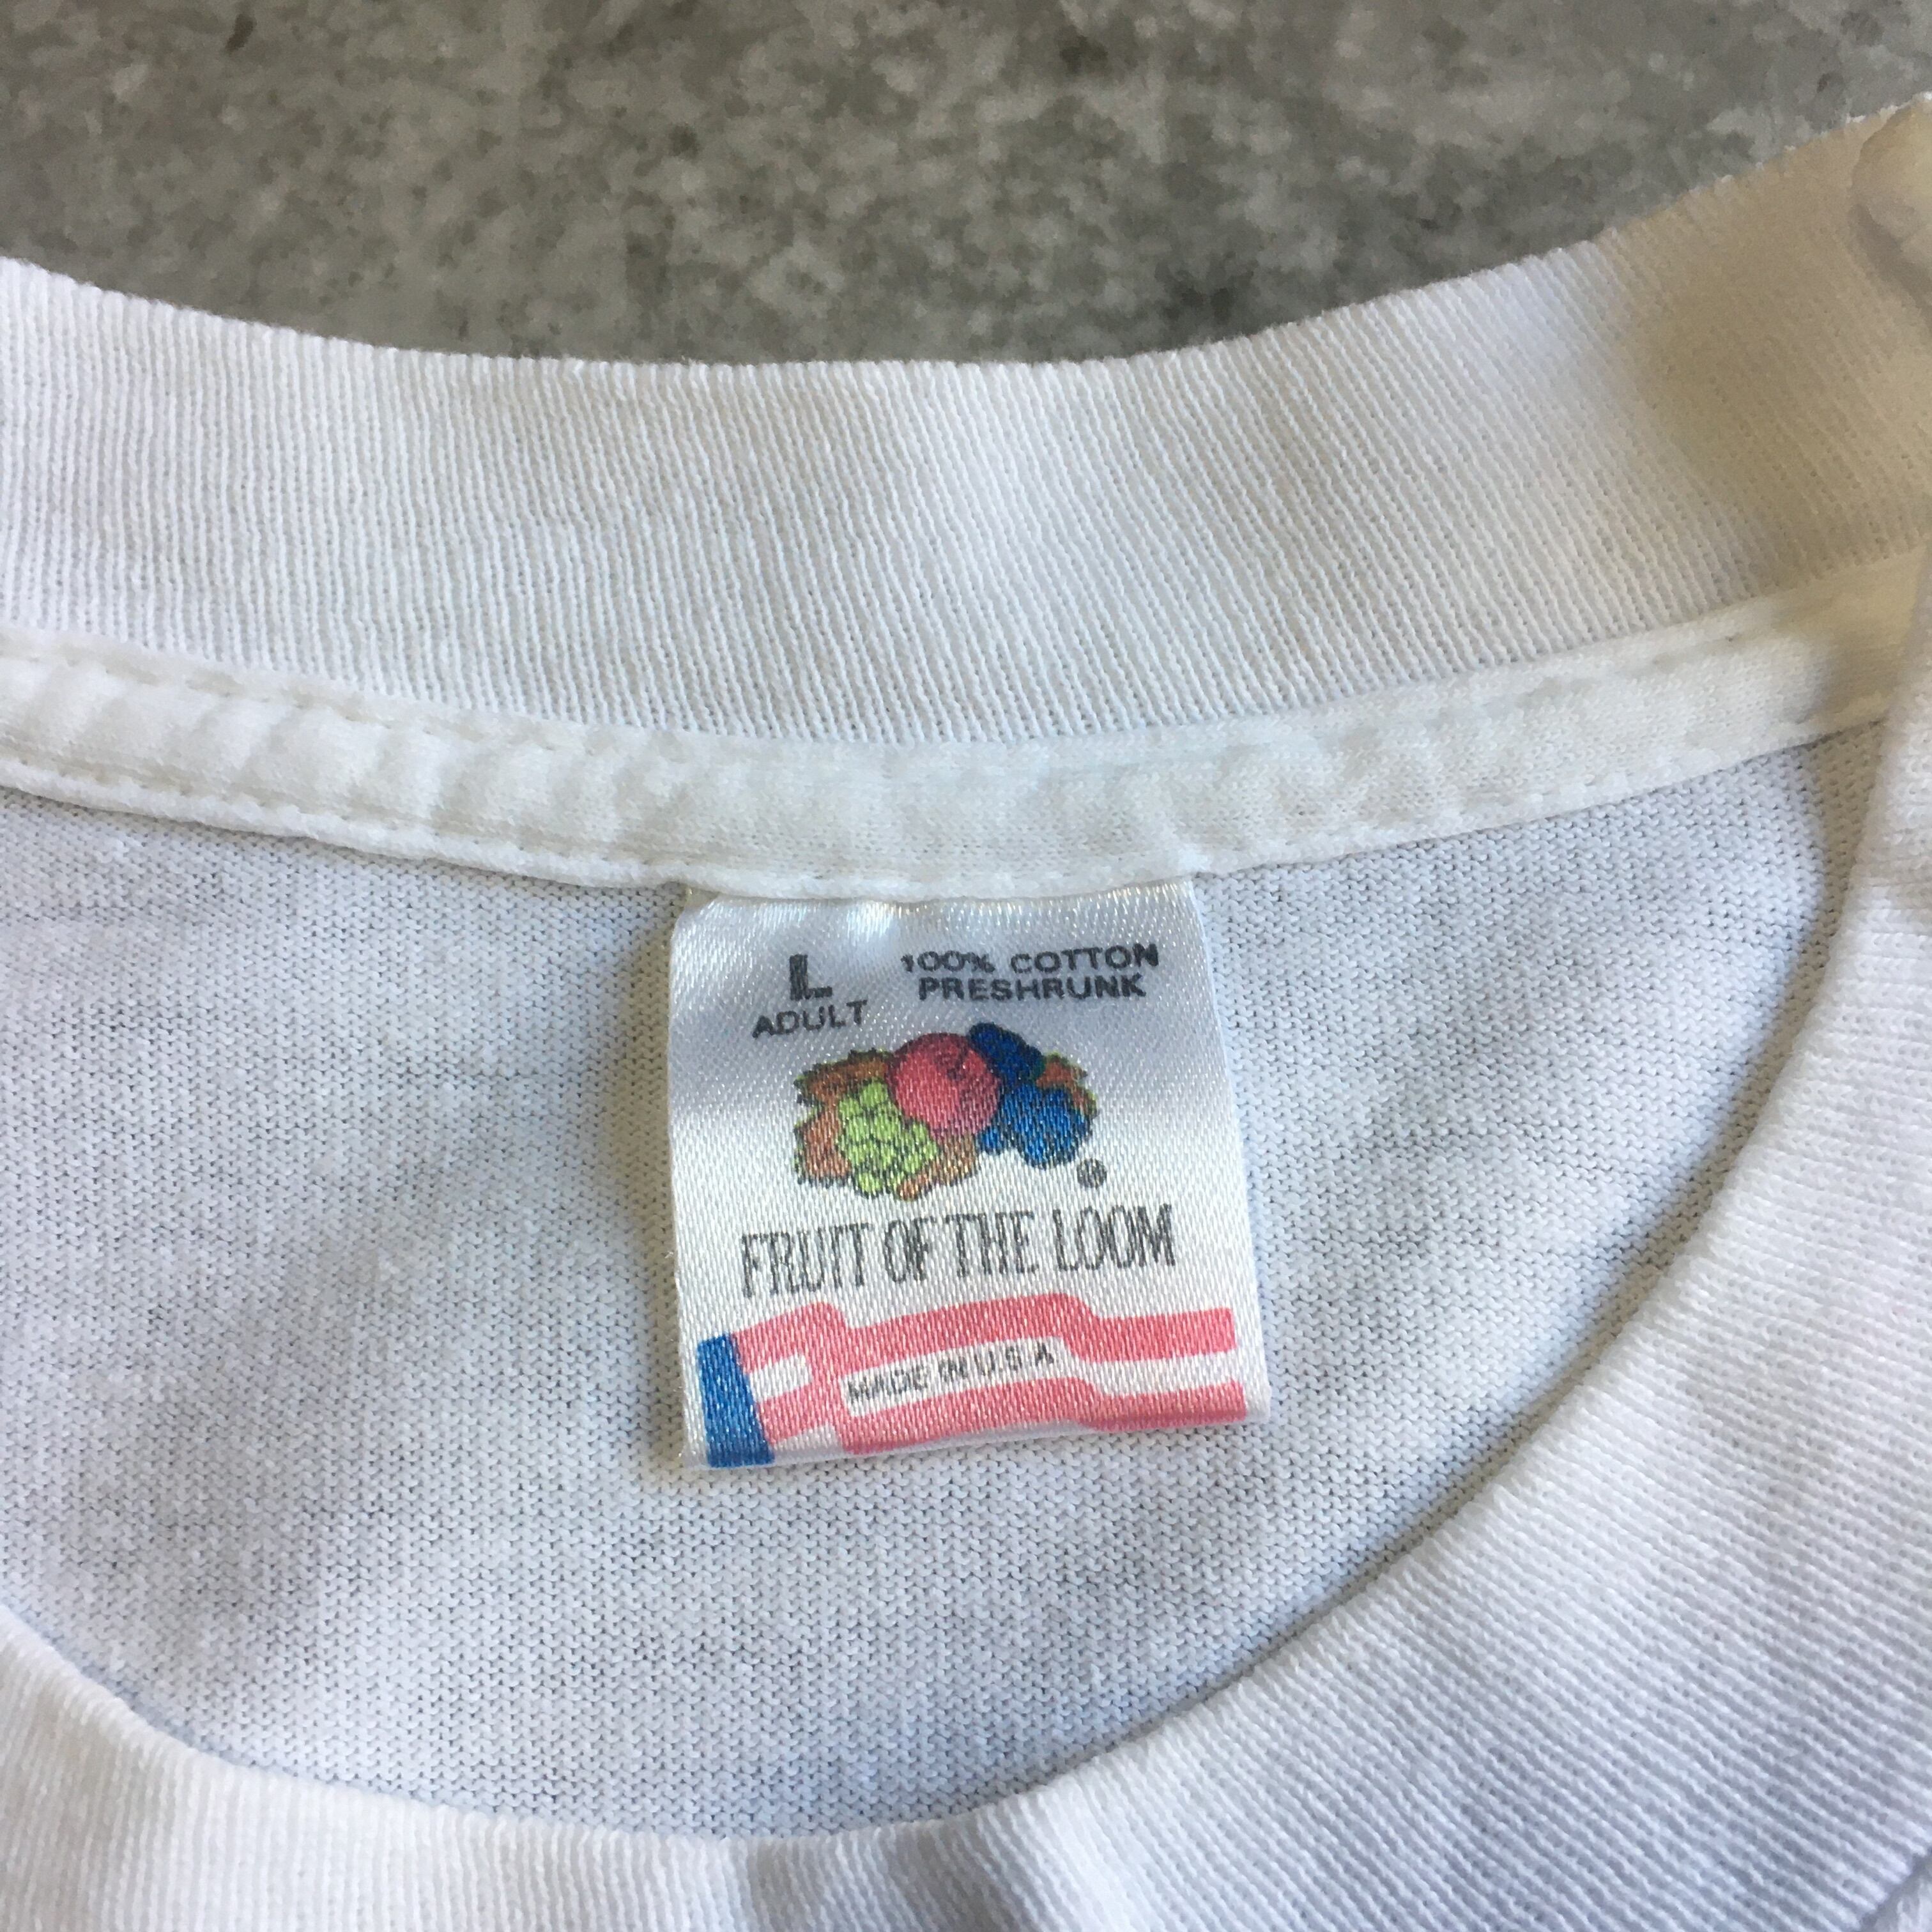 L
ADULT
100% COTTON
PRESHRUNK
®
FRUIT OF THE LOOM
MADE IN U.S.A